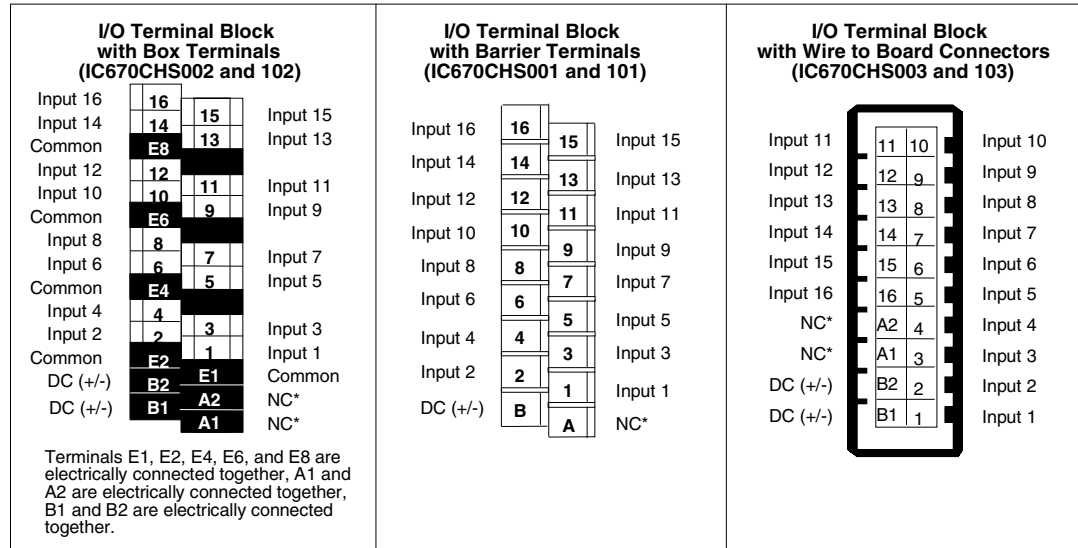 I/O Terminal Block
with Box Terminals
(IC670CHS002 and 102)
Input 16 16
15 Input 15
Input 14 14
13 Input 13
Common E8
Input 12 12
11 Input 11
Input 10 10
9 Input 9
Common E6
Input 8 8
7 Input 7
Input 6 6
5 Input 5
Common E4
Input 4 4
3 Input 3
Input 2 2
1 Input 1
Common E2
E1 Common
DC (+/-) B2
A2 NC*
DC (+/-) B1
A1 NC*
Terminals E1, E2, E4, E6, and E8 are
electrically connected together, A1 and
A2 are electrically connected together,
B1 and B2 are electrically connected
together.
I/O Terminal Block
with Barrier Terminals
(IC670CHS001 and 101)
Input 16 16
15 Input 15
Input 14 14
13 Input 13
Input 12 12
11 Input 11
Input 10 10
9 Input 9
Input 8 8
7 Input 7
Input 6 6
5 Input 5
Input 4 4
3 Input 3
Input 2 2
1 Input 1
DC (+/-) B
A NC*
I/O Terminal Block
with Wire to Board Connectors
(IC670CHS003 and 103)
Input 11 11 10 Input 10
Input 12 12 9 Input 9
Input 13 13 8 Input 8
Input 14 14 7 Input 7
Input 15 15 6 Input 6
Input 16 16 5 Input 5
NC* A2 4 Input 4
NC* A1 3 Input 3
DC (+/-) B2 2 Input 2
DC (+/-) B1 1 Input 1